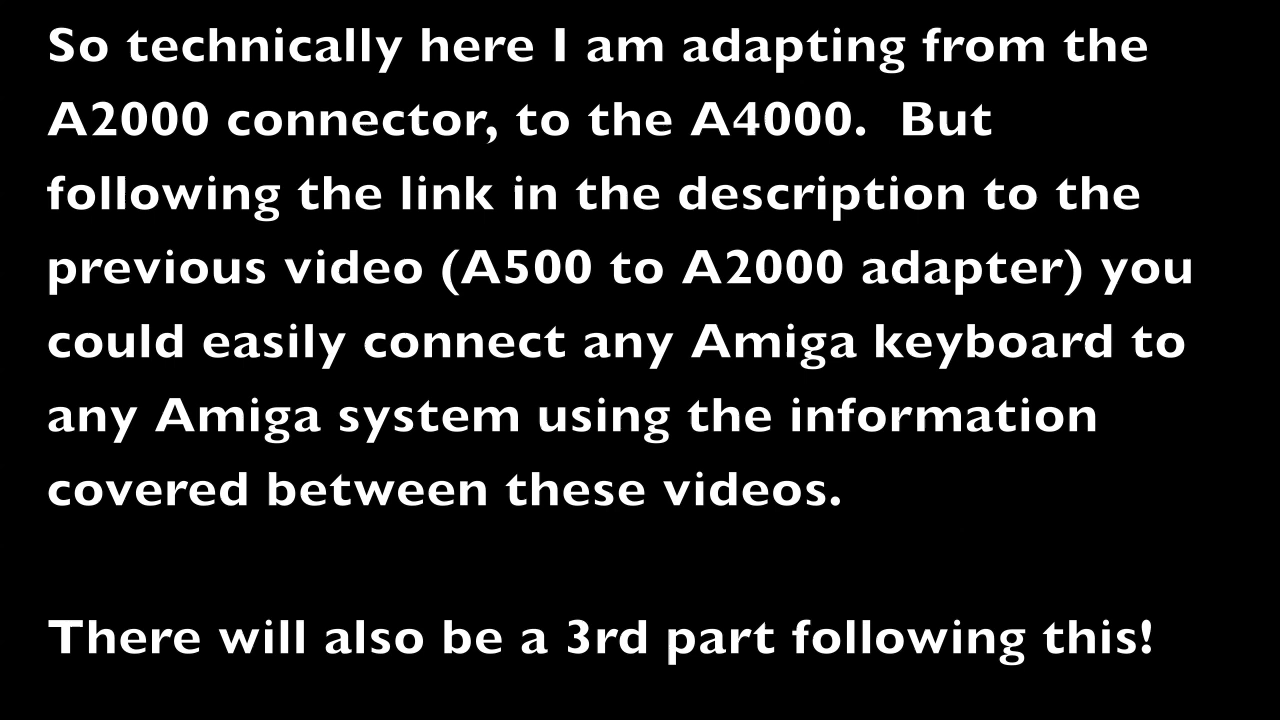 So technically here I am adapting from the
A2000 connector, to the A4000.  But
following the link in the description to the
previous video (A500 to A2000 adapter) you
could easily connect any Amiga keyboard to
any Amiga system using the information
covered between these videos.
There will also be a 3rd part following this!